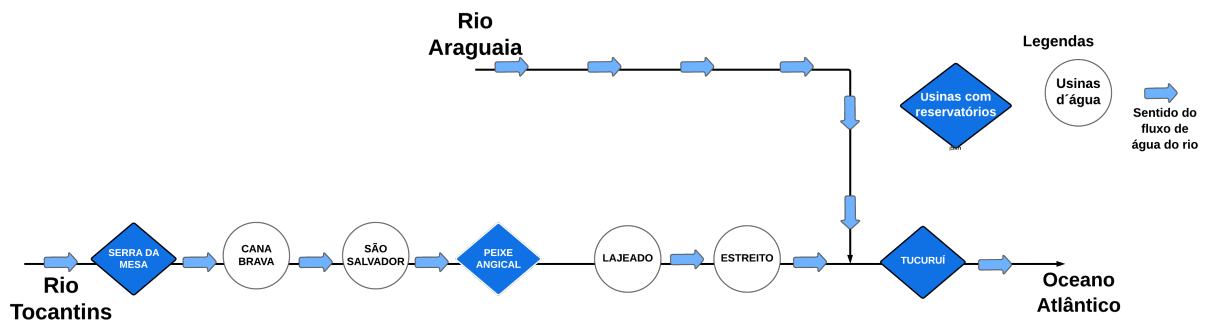 Rio
Araguaia
Legendas
Usinas com
reservatórios
Usinas
d´água
Sentido do
fluxo de
água do rio
SERRA DA
MESA
CANA
BRAVA
SÃO
SALVADOR
PEIXE
ANGICAL
LAJEADO
ESTREITO
TUCURUÍ
Rio
Tocantins
Oceano
Atlântico